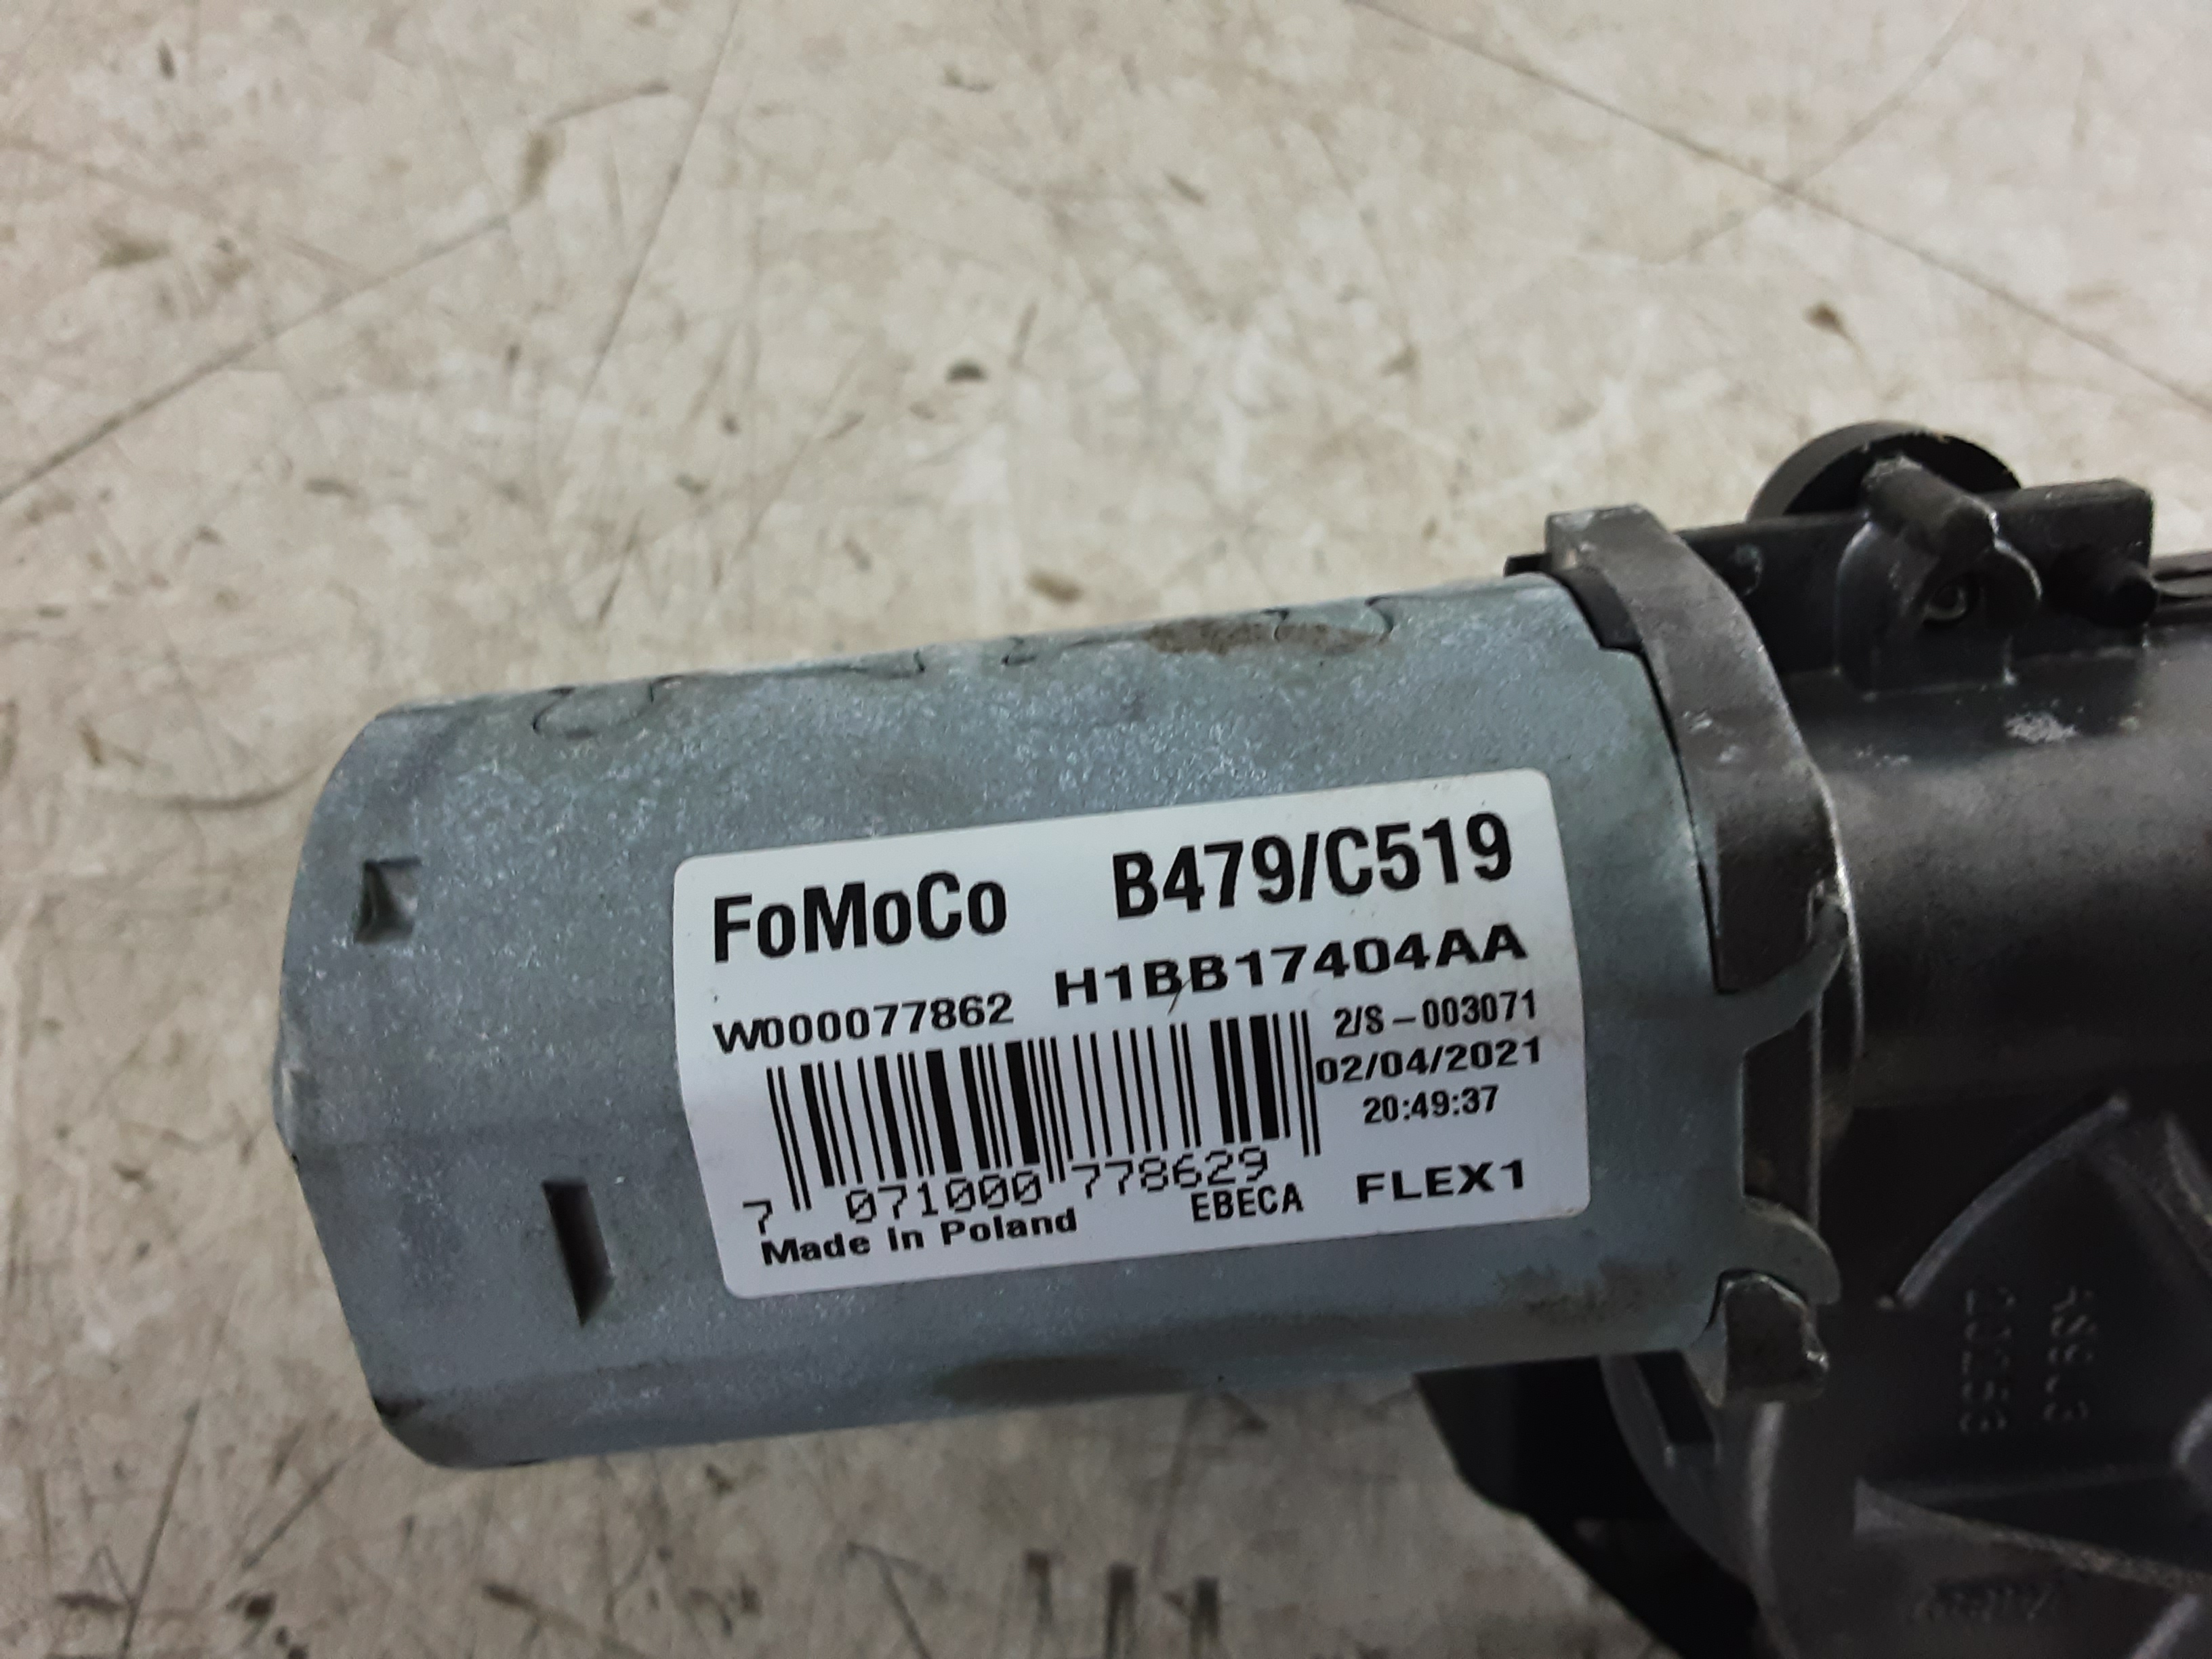 FoMoCo B479/C519
W000077862 H1BB17404AA
2/S-003071
02/04/2021
20:49:37
7 071000 778629
Made in Poland EBECA FLEX1